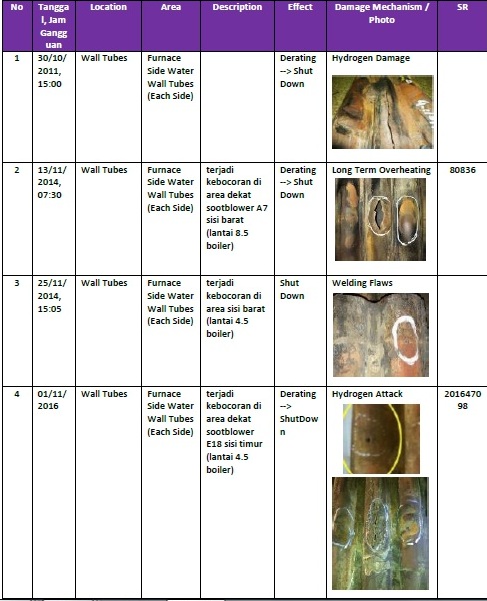 No Tangga l, Jam Gangg uan Location Area Description Effect Damage Mechanism / Photo SR
1 30/10/ 2011, 15:00 Wall Tubes Furnace Side Water Wall Tubes (Each Side) Derating --> Shut Down Hydrogen Damage
2 13/11/ 2014, 07:30 Wall Tubes Furnace Side Water Wall Tubes (Each Side) terjadi kebocoran di area dekat sootblower A7 sisi barat (lantai 8.5 boiler) Derating --> Shut Down Long Term Overheating 80836
3 25/11/ 2014, 15:05 Wall Tubes Furnace Side Water Wall Tubes (Each Side) terjadi kebocoran di area sisi barat (lantai 4.5 boiler) Shut Down Welding Flaws
4 01/11/ 2016 Wall Tubes Furnace Side Water Wall Tubes (Each Side) terjadi kebocoran di area dekat sootblower E18 sisi timur (lantai 4.5 boiler) Derating --> ShutDow n Hydrogen Attack 2016470 98